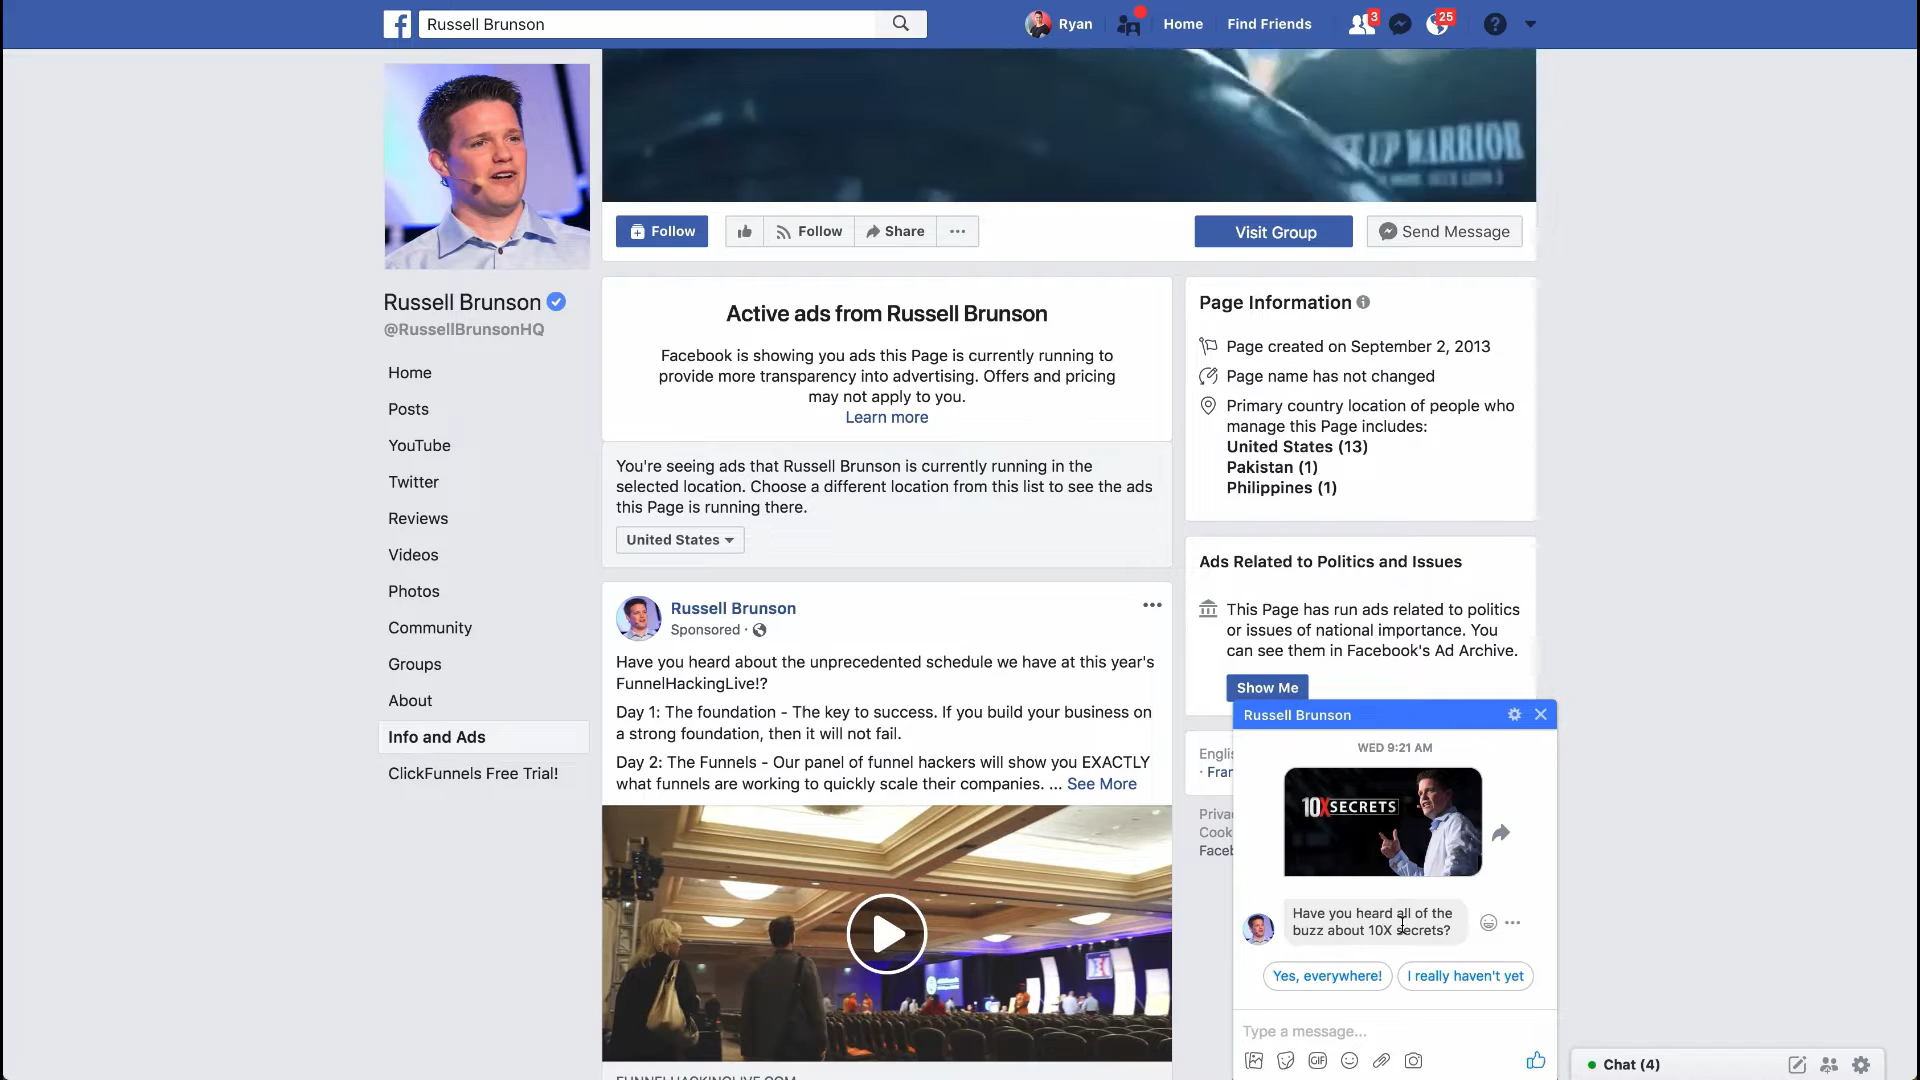 Russell Brunson
Ryan
Home
Find Friends
3
25
WARRIOR
Follow
Follow
Share
Visit Group
Send Message
Russell Brunson
@RussellBrunsonHQ
Home
Posts
YouTube
Twitter
Reviews
Videos
Photos
Community
Groups
About
Info and Ads
ClickFunnels Free Trial!
Active ads from Russell Brunson
Facebook is showing you ads this Page is currently running to
provide more transparency into advertising. Offers and pricing
may not apply to you.
Learn more
You're seeing ads that Russell Brunson is currently running in the
selected location. Choose a different location from this list to see the ads
this Page is running there.
United States
Russell Brunson
Sponsored ·
Have you heard about the unprecedented schedule we have at this year's
FunnelHackingLive!?
Day 1: The foundation - The key to success. If you build your business on
a strong foundation, then it will not fail.
Day 2: The Funnels - Our panel of funnel hackers will show you EXACTLY
what funnels are working to quickly scale their companies. ... See More
FUNNELHACKINGLIVE.COM
Page Information
Page created on September 2, 2013
Page name has not changed
Primary country location of people who
manage this Page includes:
United States (13)
Pakistan (1)
Philippines (1)
Ads Related to Politics and Issues
This Page has run ads related to politics
or issues of national importance. You
can see them in Facebook's Ad Archive.
Show Me
Englis
· Fran
Priva
Cook
Faceb
Russell Brunson
WED 9:21 AM
10XSECRETS
Have you heard all of the
buzz about 10X secrets?
Yes, everywhere!
I really haven't yet
Type a message...
GIF
Chat (4)